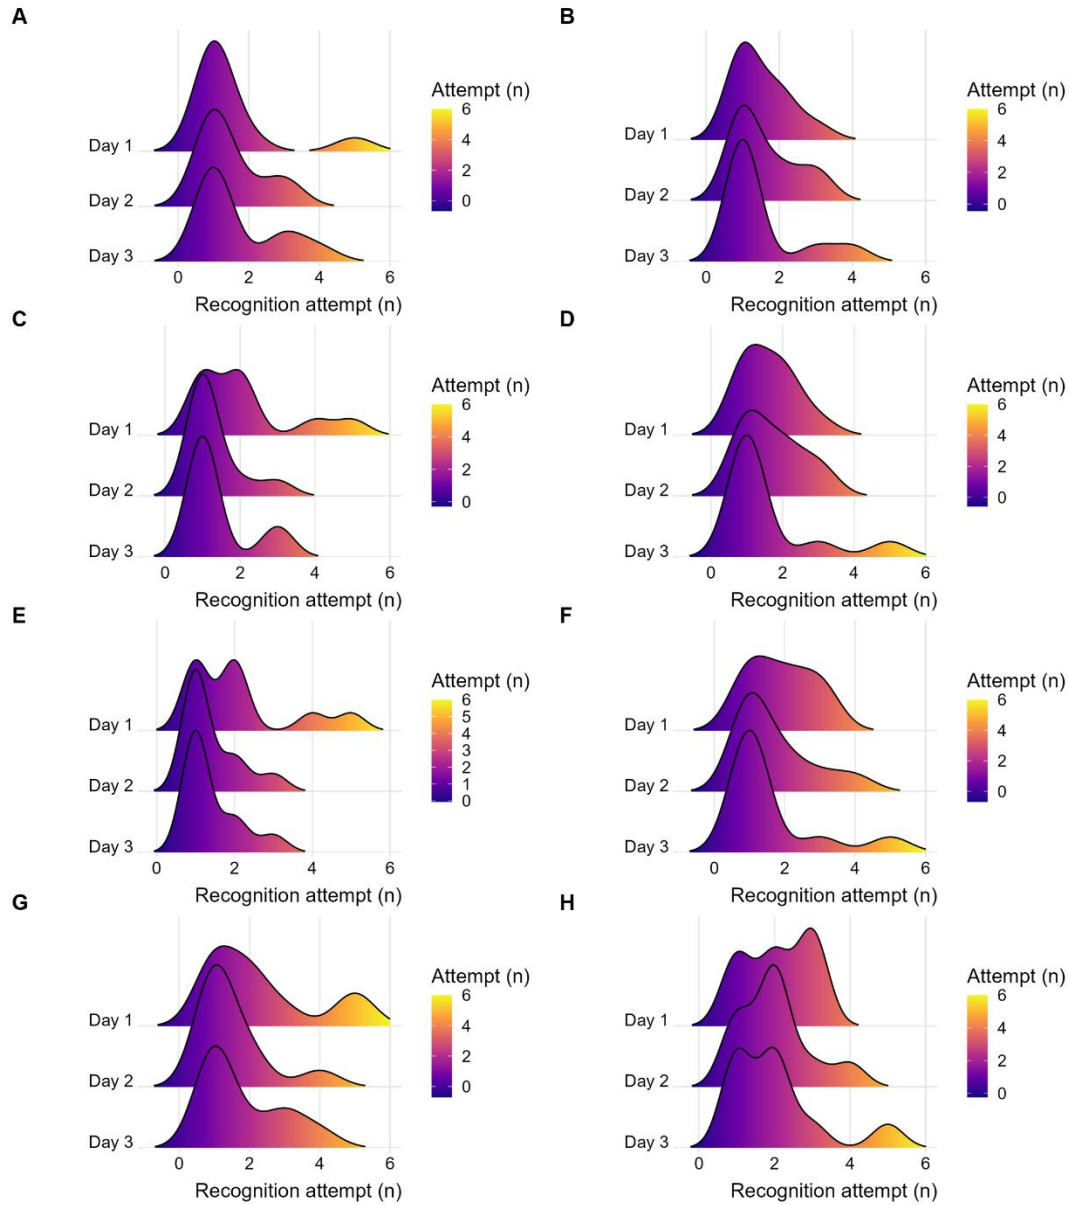 A
Attempt (n)
6
4
2
0
Day 1
Day 2
Day 3
0 2 4 6
Recognition attempt (n)
B
Attempt (n)
6
4
2
0
Day 1
Day 2
Day 3
0 2 4 6
Recognition attempt (n)
C
Attempt (n)
6
4
2
0
Day 1
Day 2
Day 3
0 2 4 6
Recognition attempt (n)
D
Attempt (n)
6
4
2
0
Day 1
Day 2
Day 3
0 2 4 6
Recognition attempt (n)
E
Attempt (n)
6
5
4
3
2
1
0
Day 1
Day 2
Day 3
0 2 4 6
Recognition attempt (n)
F
Attempt (n)
6
4
2
0
Day 1
Day 2
Day 3
0 2 4 6
Recognition attempt (n)
G
Attempt (n)
6
4
2
0
Day 1
Day 2
Day 3
0 2 4 6
Recognition attempt (n)
H
Attempt (n)
6
4
2
0
Day 1
Day 2
Day 3
0 2 4 6
Recognition attempt (n)